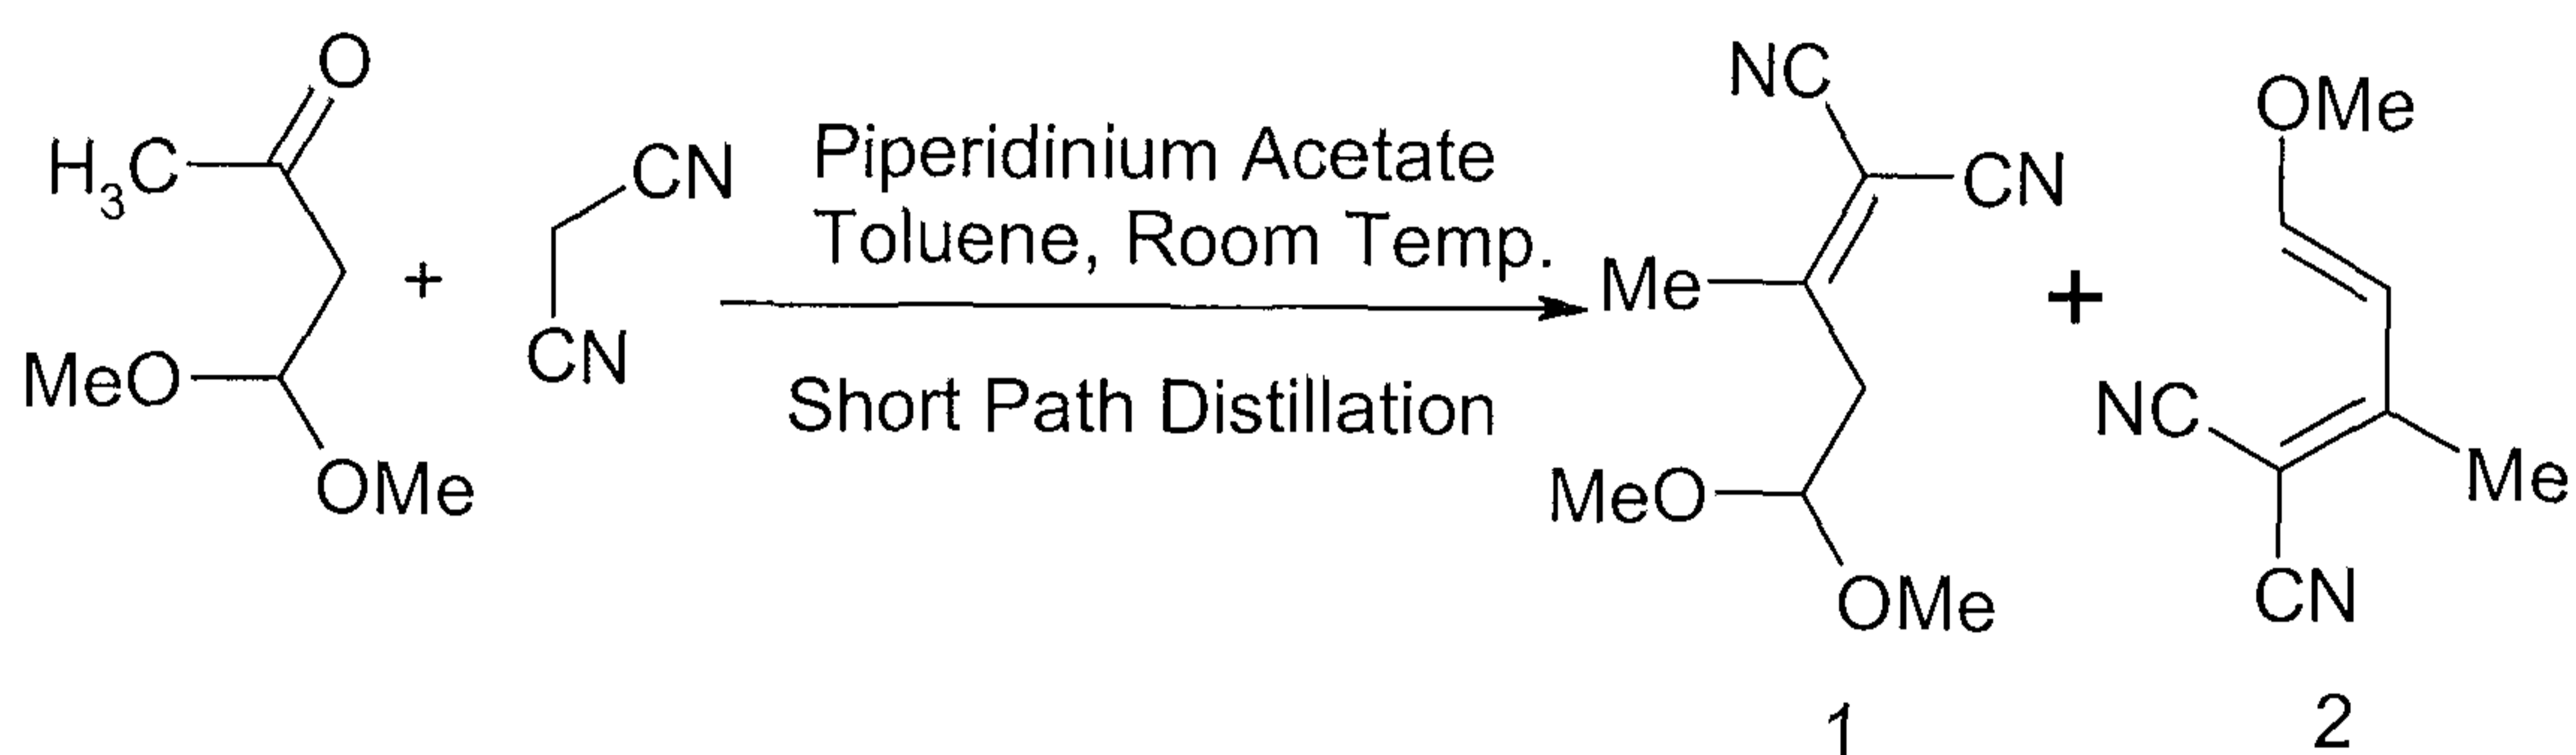 O
H3C
MeO
OMe
+
CN
CN
Piperidinium Acetate
Toluene, Room Temp.
Short Path Distillation
NC
CN
Me
MeO
OMe
1
+
OMe
NC
Me
CN
2